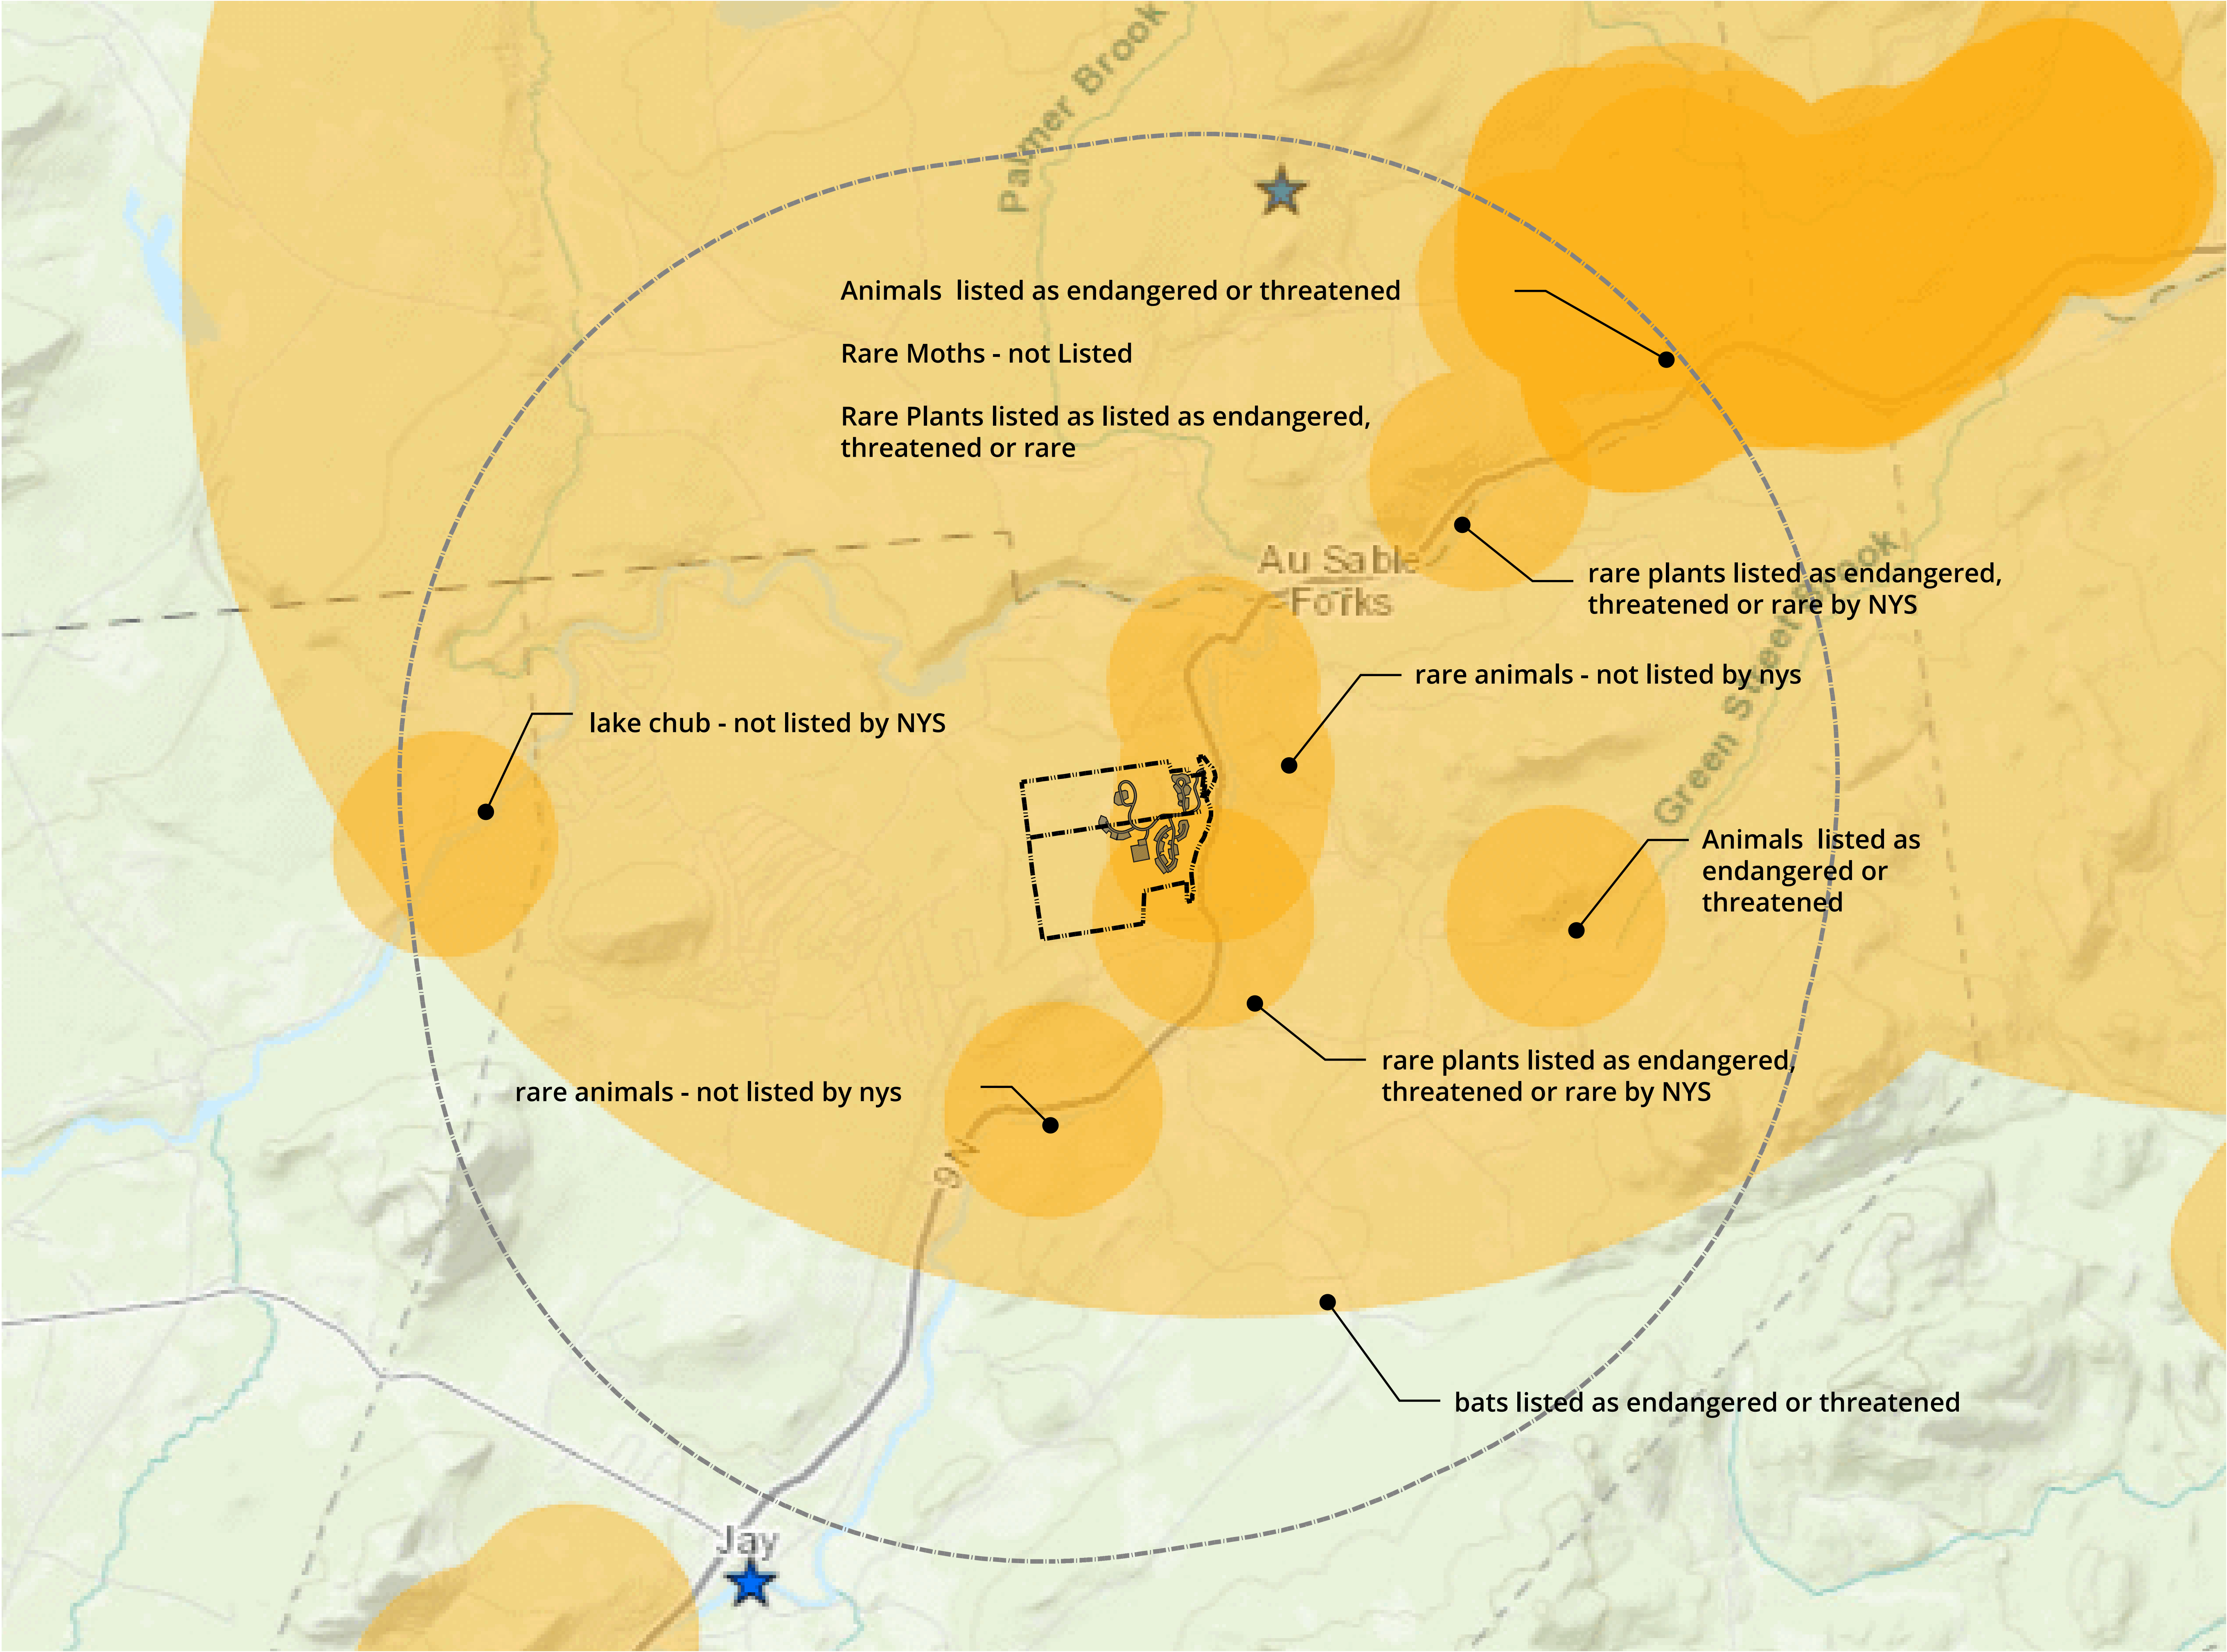 Palmer Brook
Animals  listed as endangered or threatened
Rare Moths - not Listed
Rare Plants listed as listed as endangered,
threatened or rare
Au Sable
Forks
rare plants listed as endangered,
threatened or rare by NYS
Green Street Brook
rare animals - not listed by nys
lake chub - not listed by NYS
Animals  listed as
endangered or
threatened
rare plants listed as endangered,
threatened or rare by NYS
rare animals - not listed by nys
9N
bats listed as endangered or threatened
Jay